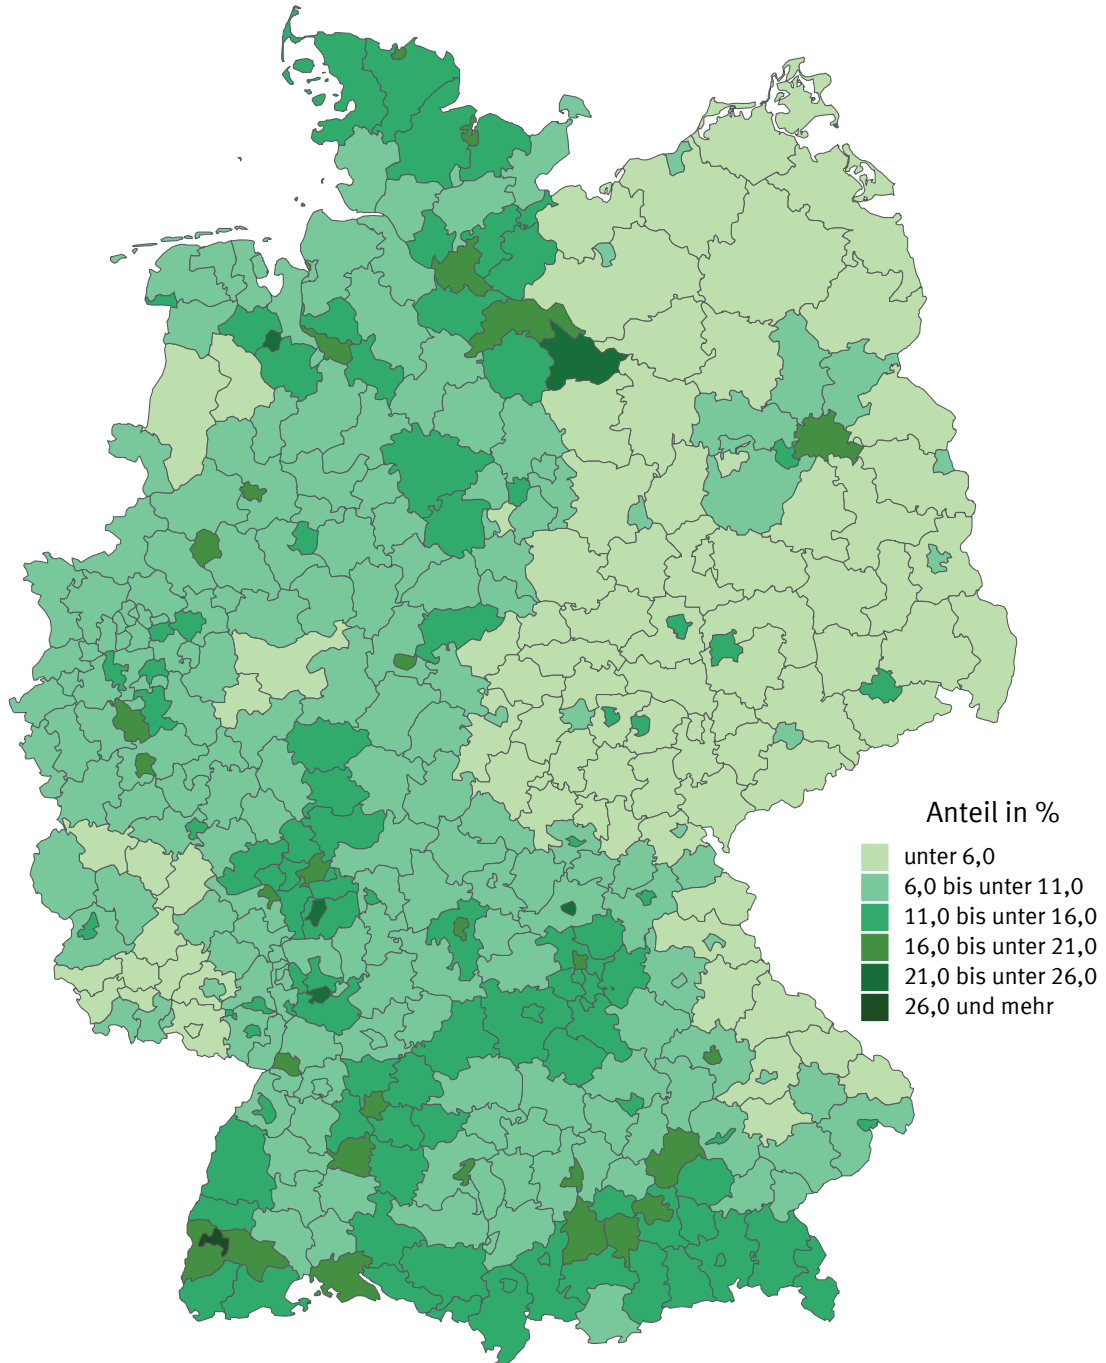 Anteil in %
unter 6,0
6,0 bis unter 11,0
11,0 bis unter 16,0
16,0 bis unter 21,0
21,0 bis unter 26,0
26,0 und mehr